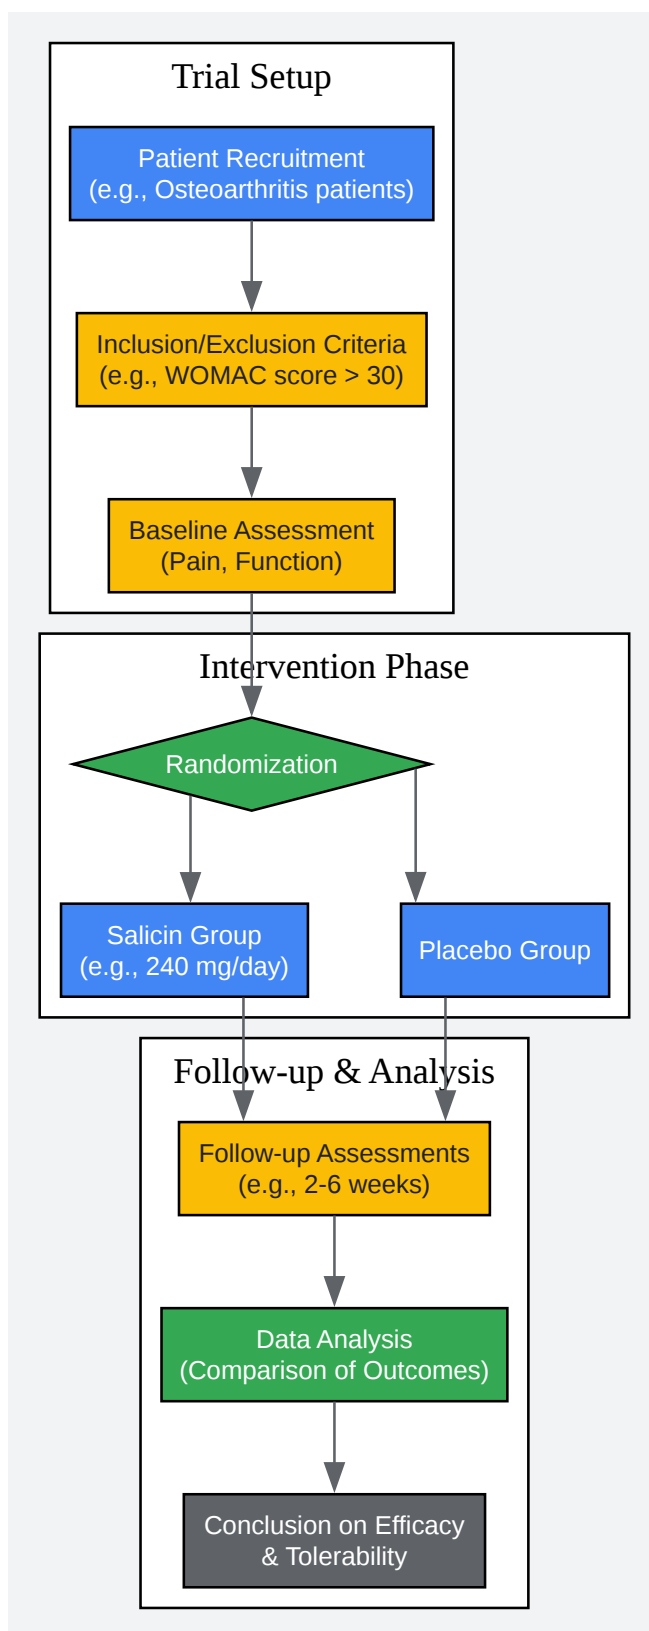 Trial Setup
Patient Recruitment
(e.g., Osteoarthritis patients)
Inclusion/Exclusion Criteria
(e.g., WOMAC score > 30)
Baseline Assessment
(Pain, Function)
Intervention Phase
Randomization
Salicin Group
(e.g., 240 mg/day)
Placebo Group
Follow-up & Analysis
Follow-up Assessments
(e.g., 2-6 weeks)
Data Analysis
(Comparison of Outcomes)
Conclusion on Efficacy
& Tolerability